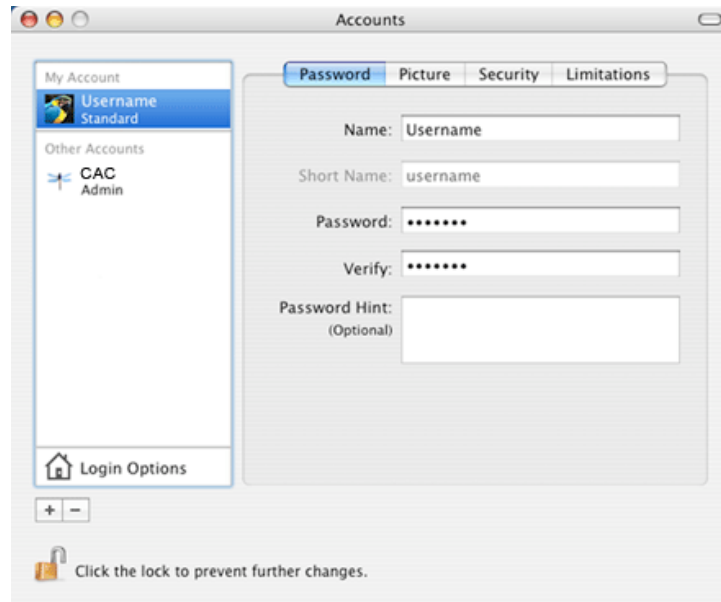 Accounts
My Account
Username
Standard
Other Accounts
CAC
Admin
Login Options
+ −
Password Picture Security Limitations
Name: Username
Short Name: username
Password: •••••••
Verify: •••••••
Password Hint:
(Optional)
Click the lock to prevent further changes.